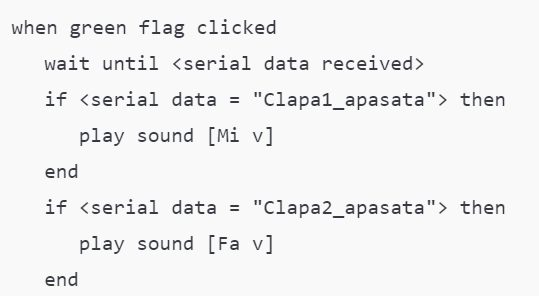 when green flag clicked
wait until <serial data received>
if <serial data = "Clapa1_apasata"> then
play sound [Mi v]
end
if <serial data = "Clapa2_apasata"> then
play sound [Fa v]
end